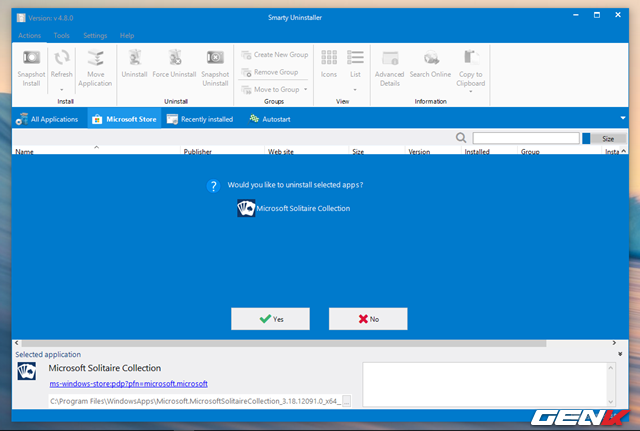 Version: v 4.8.0
Smarty Uninstaller
Actions Tools Settings Help
Snapshot Install
Refresh
Move Application
Install
Uninstall
Force Uninstall
Snapshot Uninstall
Uninstall
Create New Group
Remove Group
Move to Group
Groups
Icons
List
View
Advanced Details
Search Online
Copy to Clipboard
Information
All Applications Microsoft Store Recently installed Autostart
Size
Name Publisher Web site Size Version Installed Group Insta
Would you like to uninstall selected apps?
Microsoft Solitaire Collection
Yes No
Selected application
Microsoft Solitaire Collection
ms-windows-store:pdp?pfn=microsoft.microsoft
C:\Program Files\WindowsApps\Microsoft.MicrosoftSolitaireCollection_3.18.12091.0_x64_ ...
GENK